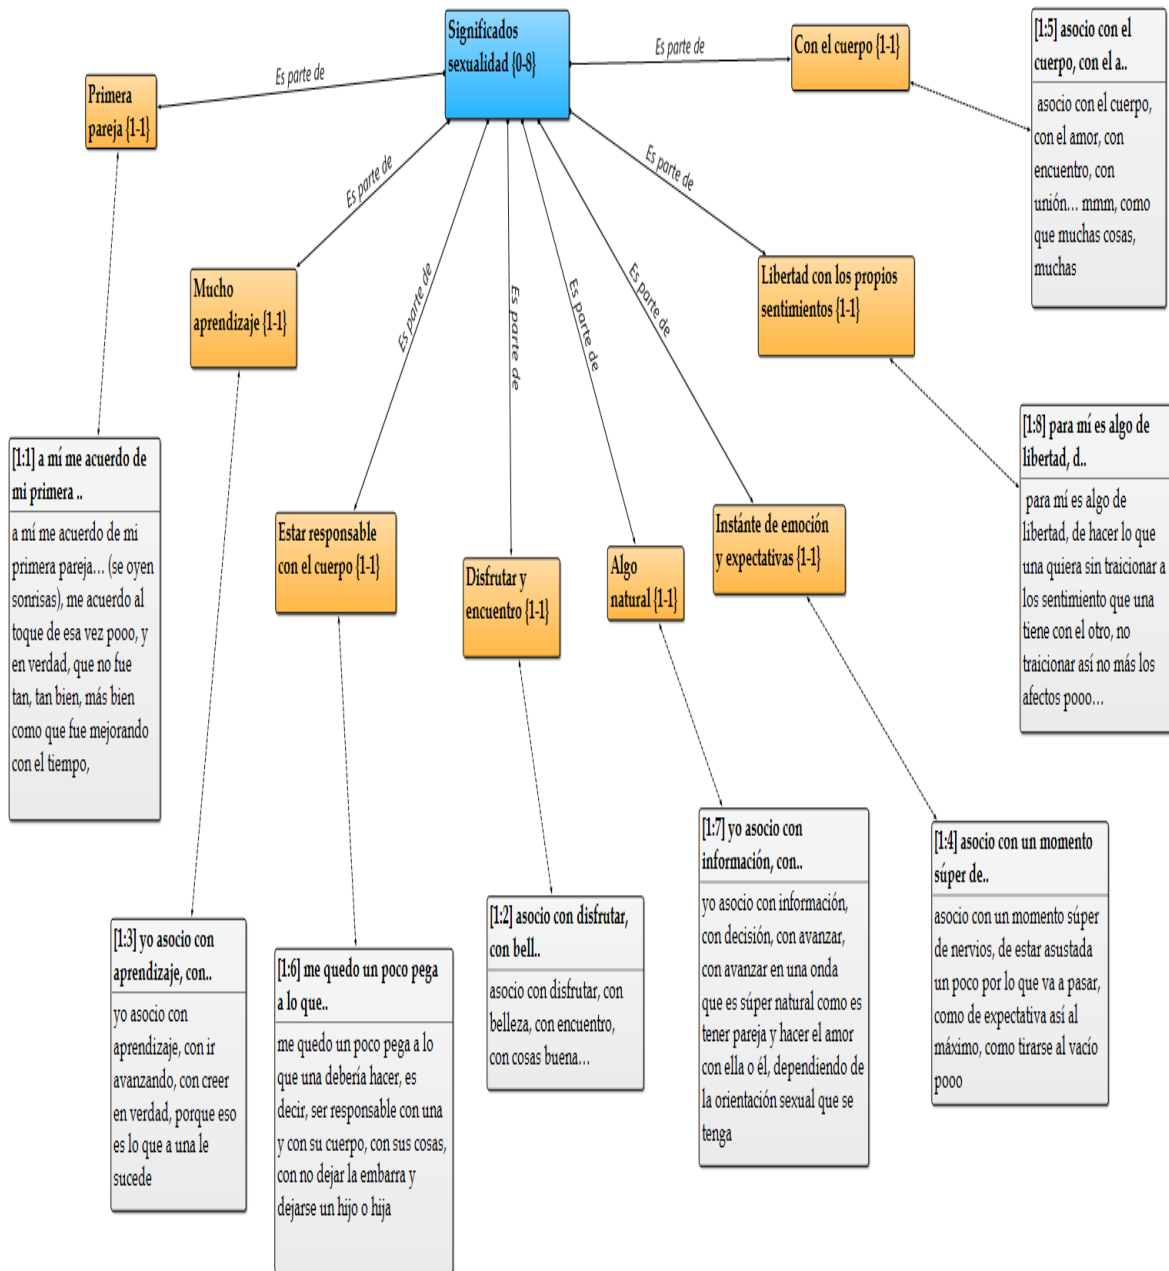 Significados
sexualidad {0-8}
Es parte de
Con el cuerpo {1-1}
[1:5] asocio con el
cuerpo, con el a..
asocio con el cuerpo,
con el amor, con
encuentro, con
unión... mmm, como
que muchas cosas,
muchas
Es parte de
Primera
pareja {1-1}
Es parte de
Mucho
aprendizaje {1-1}
Es parte de
Es parte de
Es parte de
Es parte de
Es parte de
Libertad con los propios
sentimientos {1-1}
[1:8] para mí es algo de
libertad, d..
para mí es algo de
libertad, de hacer lo que
una quiera sin traicionar a
los sentimiento que una
tiene con el otro, no
traicionar así no más los
afectos pooo...
[1:1] a mí me acuerdo de
mi primera ..
a mí me acuerdo de mi
primera pareja... (se oyen
sonrisas), me acuerdo al
toque de esa vez pooo, y
en verdad, que no fue
tan, tan bien, más bien
como que fue mejorando
con el tiempo,
Estar responsable
con el cuerpo {1-1}
Disfrutar y
encuentro {1-1}
Algo
natural {1-1}
Instánte de emoción
y expectativas {1-1}
[1:3] yo asocio con
aprendizaje, con..
yo asocio con
aprendizaje, con ir
avanzando, con creer
en verdad, porque eso
es lo que a una le
sucede
[1:6] me quedo un poco pega
a lo que..
me quedo un poco pega a lo
que una debería hacer, es
decir, ser responsable con una
y con su cuerpo, con sus cosas,
con no dejar la embarra y
dejarse un hijo o hija
[1:2] asocio con disfrutar,
con bell..
asocio con disfrutar, con
belleza, con encuentro,
con cosas buena...
[1:7] yo asocio con
información, con..
yo asocio con información,
con decisión, con avanzar,
con avanzar en una onda
que es súper natural como es
tener pareja y hacer el amor
con ella o él, dependiendo de
la orientación sexual que se
tenga
[1:4] asocio con un momento
súper de..
asocio con un momento súper
de nervios, de estar asustada
un poco por lo que va a pasar,
como de expectativa así al
máximo, como tirarse al vacío
pooo